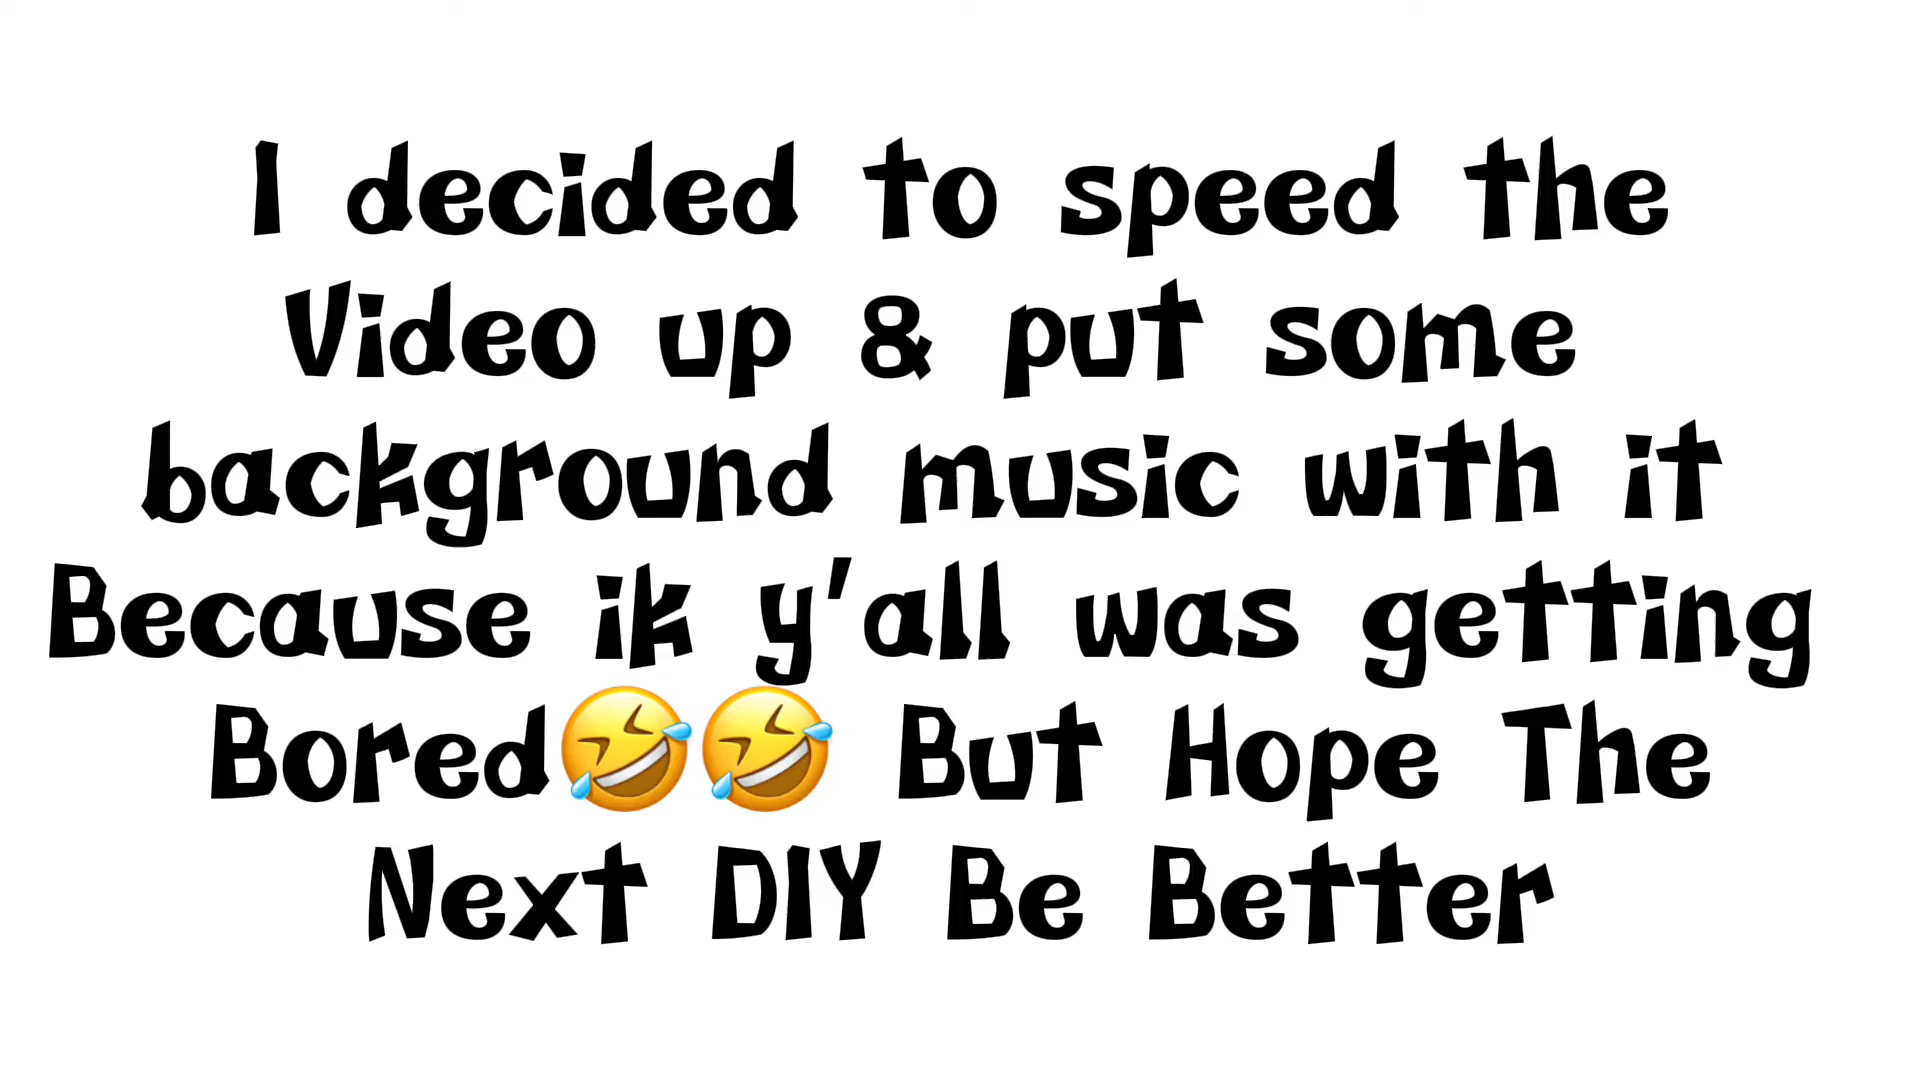 I decided to speed the
Video up & put some
background music with it
Because ik y'all was getting
Bored🤣🤣 But Hope The
Next DIY Be Better